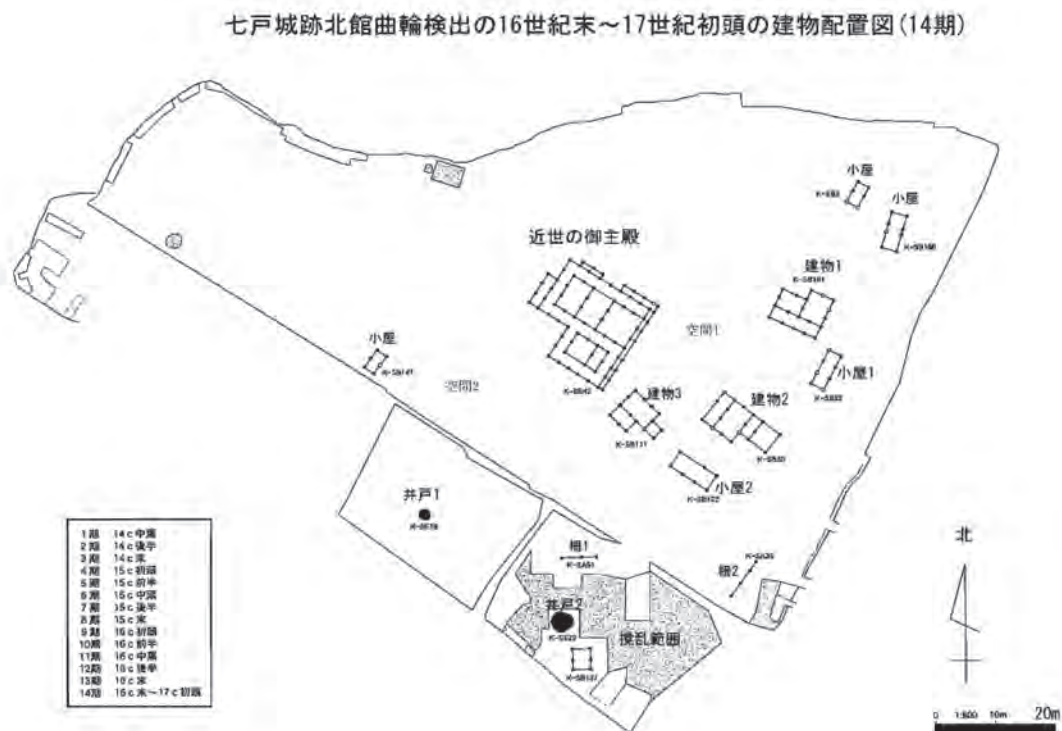 七戸城跡北館曲輪検出の16世紀末～17世紀初頭の建物配置図(14期)
小屋
小屋
近世の御主殿
建物1
空間1
小屋
空間2
小屋1
建物3
建物2
小屋2
井戸1
柵1
柵2
井戸2
撹乱範囲
北
1期 14c中葉
2期 14c後半
3期 14c末
4期 15c初頭
5期 15c前半
6期 15c中葉
7期 15c後半
8期 15c末
9期 16c初頭
10期 16c前半
11期 16c中葉
12期 16c後半
13期 16c末
14期 16c末～17c初頭
0 1:600 10m 20m